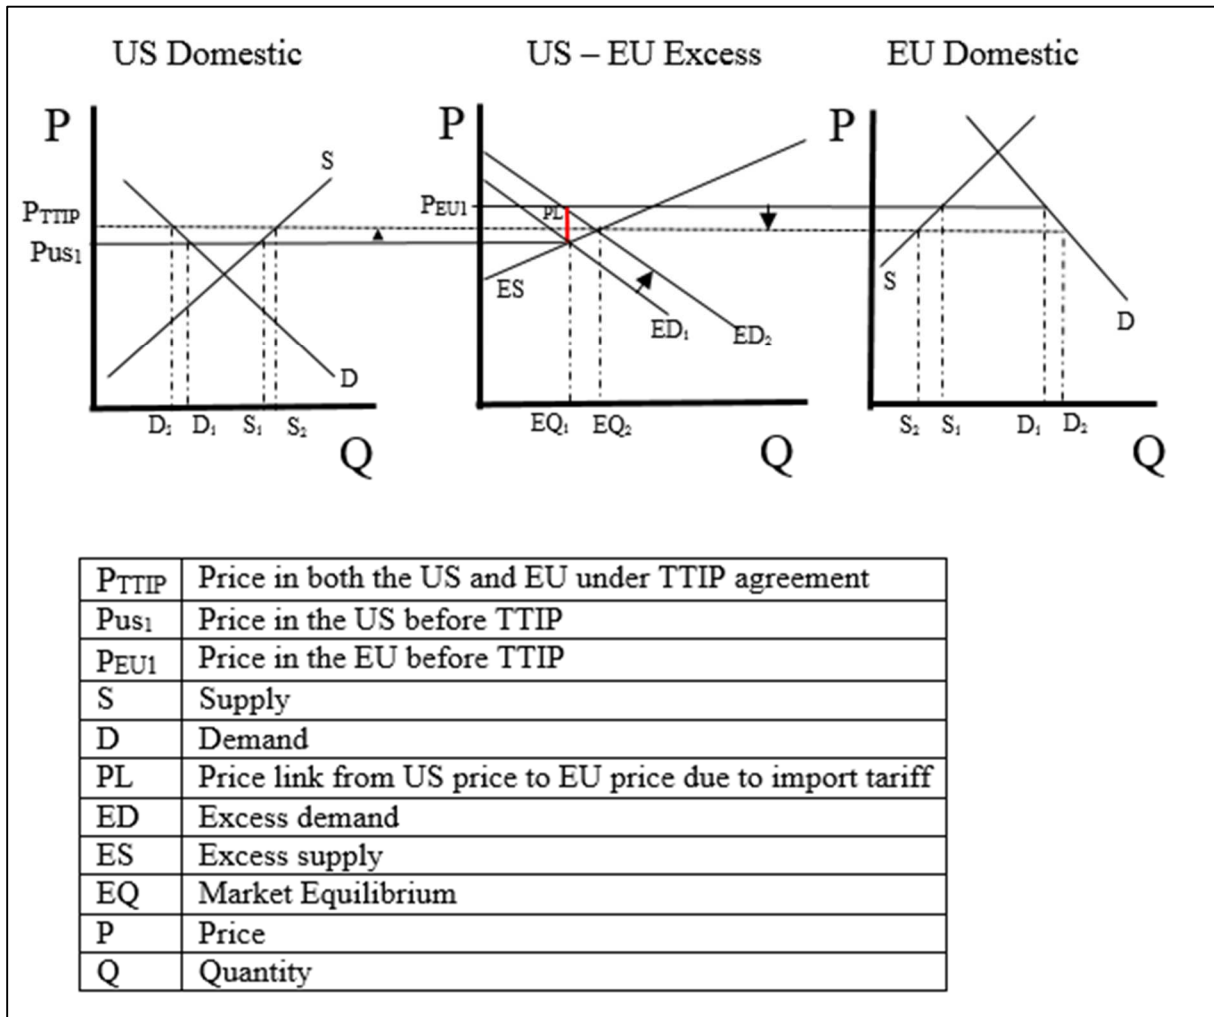 US Domestic
US – EU Excess
EU Domestic
P
S
PTTIP
Pus1
D
D2 D1 S1 S2
Q
P
PEU1
PL
ES
ED1
ED2
EQ1 EQ2
Q
P
S
D
S2 S1 D1 D2
Q
PTTIP Price in both the US and EU under TTIP agreement
Pus1 Price in the US before TTIP
PEU1 Price in the EU before TTIP
S Supply
D Demand
PL Price link from US price to EU price due to import tariff
ED Excess demand
ES Excess supply
EQ Market Equilibrium
P Price
Q Quantity